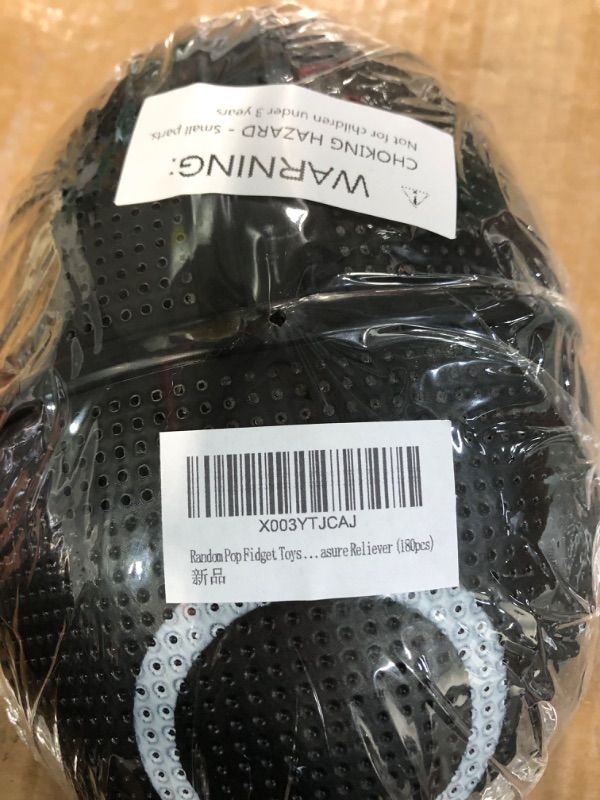 WARNING:
CHOKING HAZARD - Small parts.
Not for children under 3 years
X003YTJCAJ
Random Pop Fidget Toys...asure Reliever (180pcs)
新品